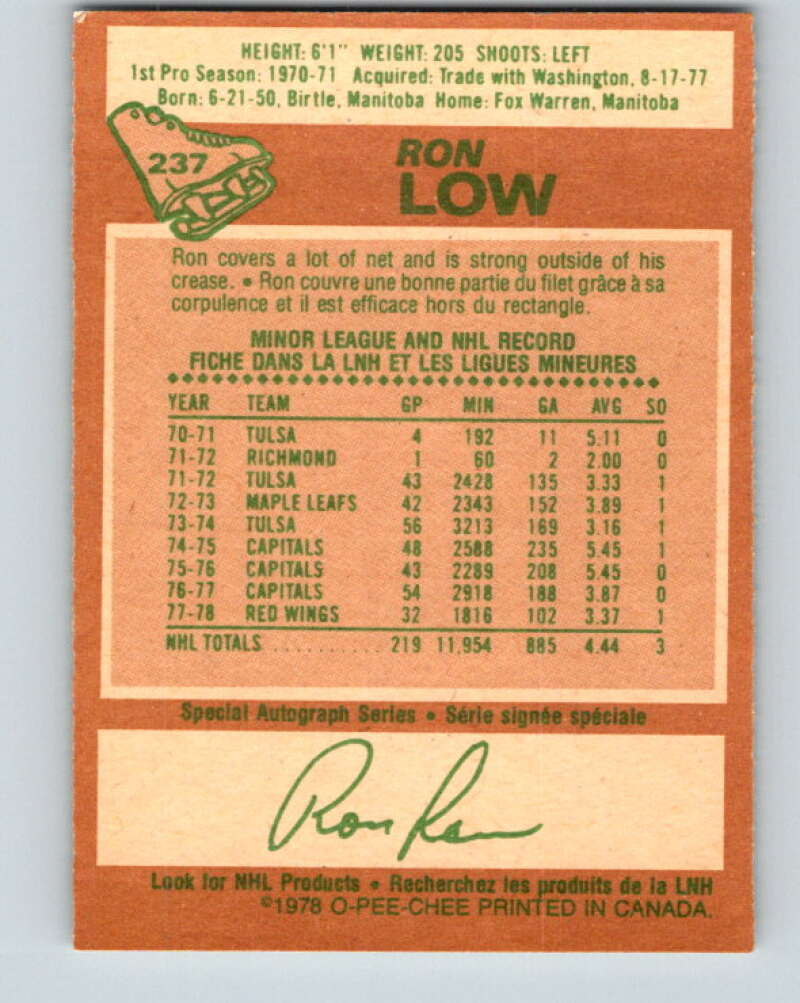 HEIGHT: 6'1" WEIGHT: 205 SHOOTS: LEFT
1st Pro Season: 1970-71 Acquired: Trade with Washington, 8-17-77
Born: 6-21-50, Birtle, Manitoba Home: Fox Warren, Manitoba
237
RON
LOW
Ron covers a lot of net and is strong outside of his
crease. • Ron couvre une bonne partie du filet grâce à sa
corpulence et il est efficace hors du rectangle.
MINOR LEAGUE AND NHL RECORD
FICHE DANS LA LNH ET LES LIGUES MINEURES
YEAR TEAM GP MIN GA AVG SO
70-71 TULSA 4 192 11 5.11 0
71-72 RICHMOND 1 60 2 2.00 0
71-72 TULSA 43 2428 135 3.33 1
72-73 MAPLE LEAFS 42 2343 152 3.89 1
73-74 TULSA 56 3213 169 3.16 1
74-75 CAPITALS 48 2588 235 5.45 1
75-76 CAPITALS 43 2289 208 5.45 0
76-77 CAPITALS 54 2918 188 3.87 0
77-78 RED WINGS 32 1816 102 3.37 1
NHL TOTALS .......... 219 11,954 885 4.44 3
Special Autograph Series • Série signée spéciale
Ron Low
Look for NHL Products • Recherchez les produits de la LNH
©1978 O-PEE-CHEE PRINTED IN CANADA.